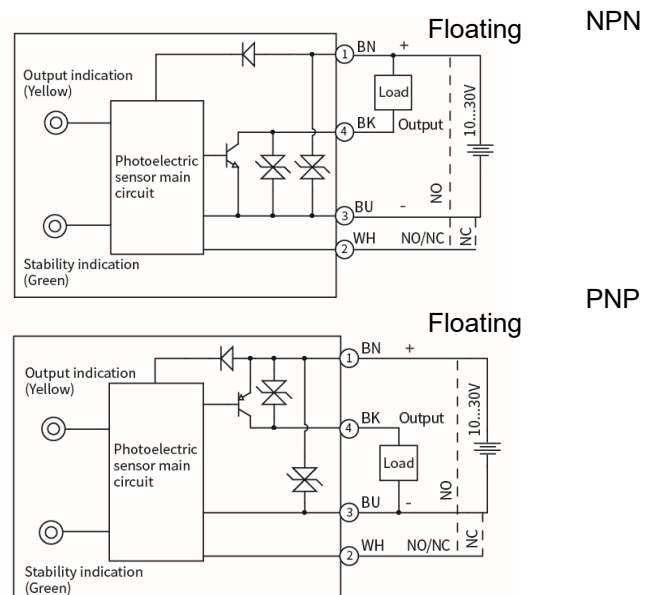 Floating
NPN
Output indication
(Yellow)
1 BN +
Load
10...30V
4 BK Output
Photoelectric
sensor main
circuit
NO
3 BU -
2 WH NO/NC
NC
Stability indication
(Green)
Floating
PNP
Output indication
(Yellow)
1 BN +
10...30V
4 BK Output
Load
Photoelectric
sensor main
circuit
NO
3 BU -
2 WH NO/NC
NC
Stability indication
(Green)